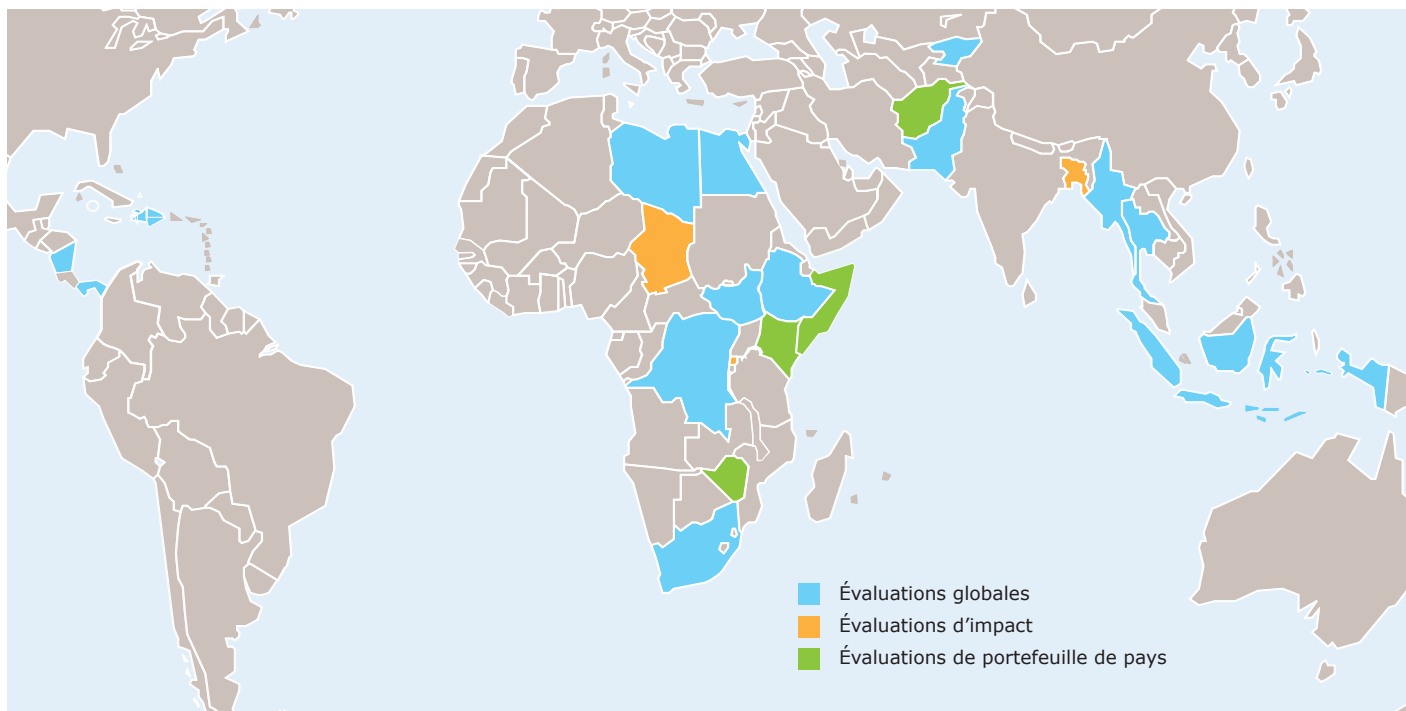 Évaluations globales
Évaluations d’impact
Évaluations de portefeuille de pays